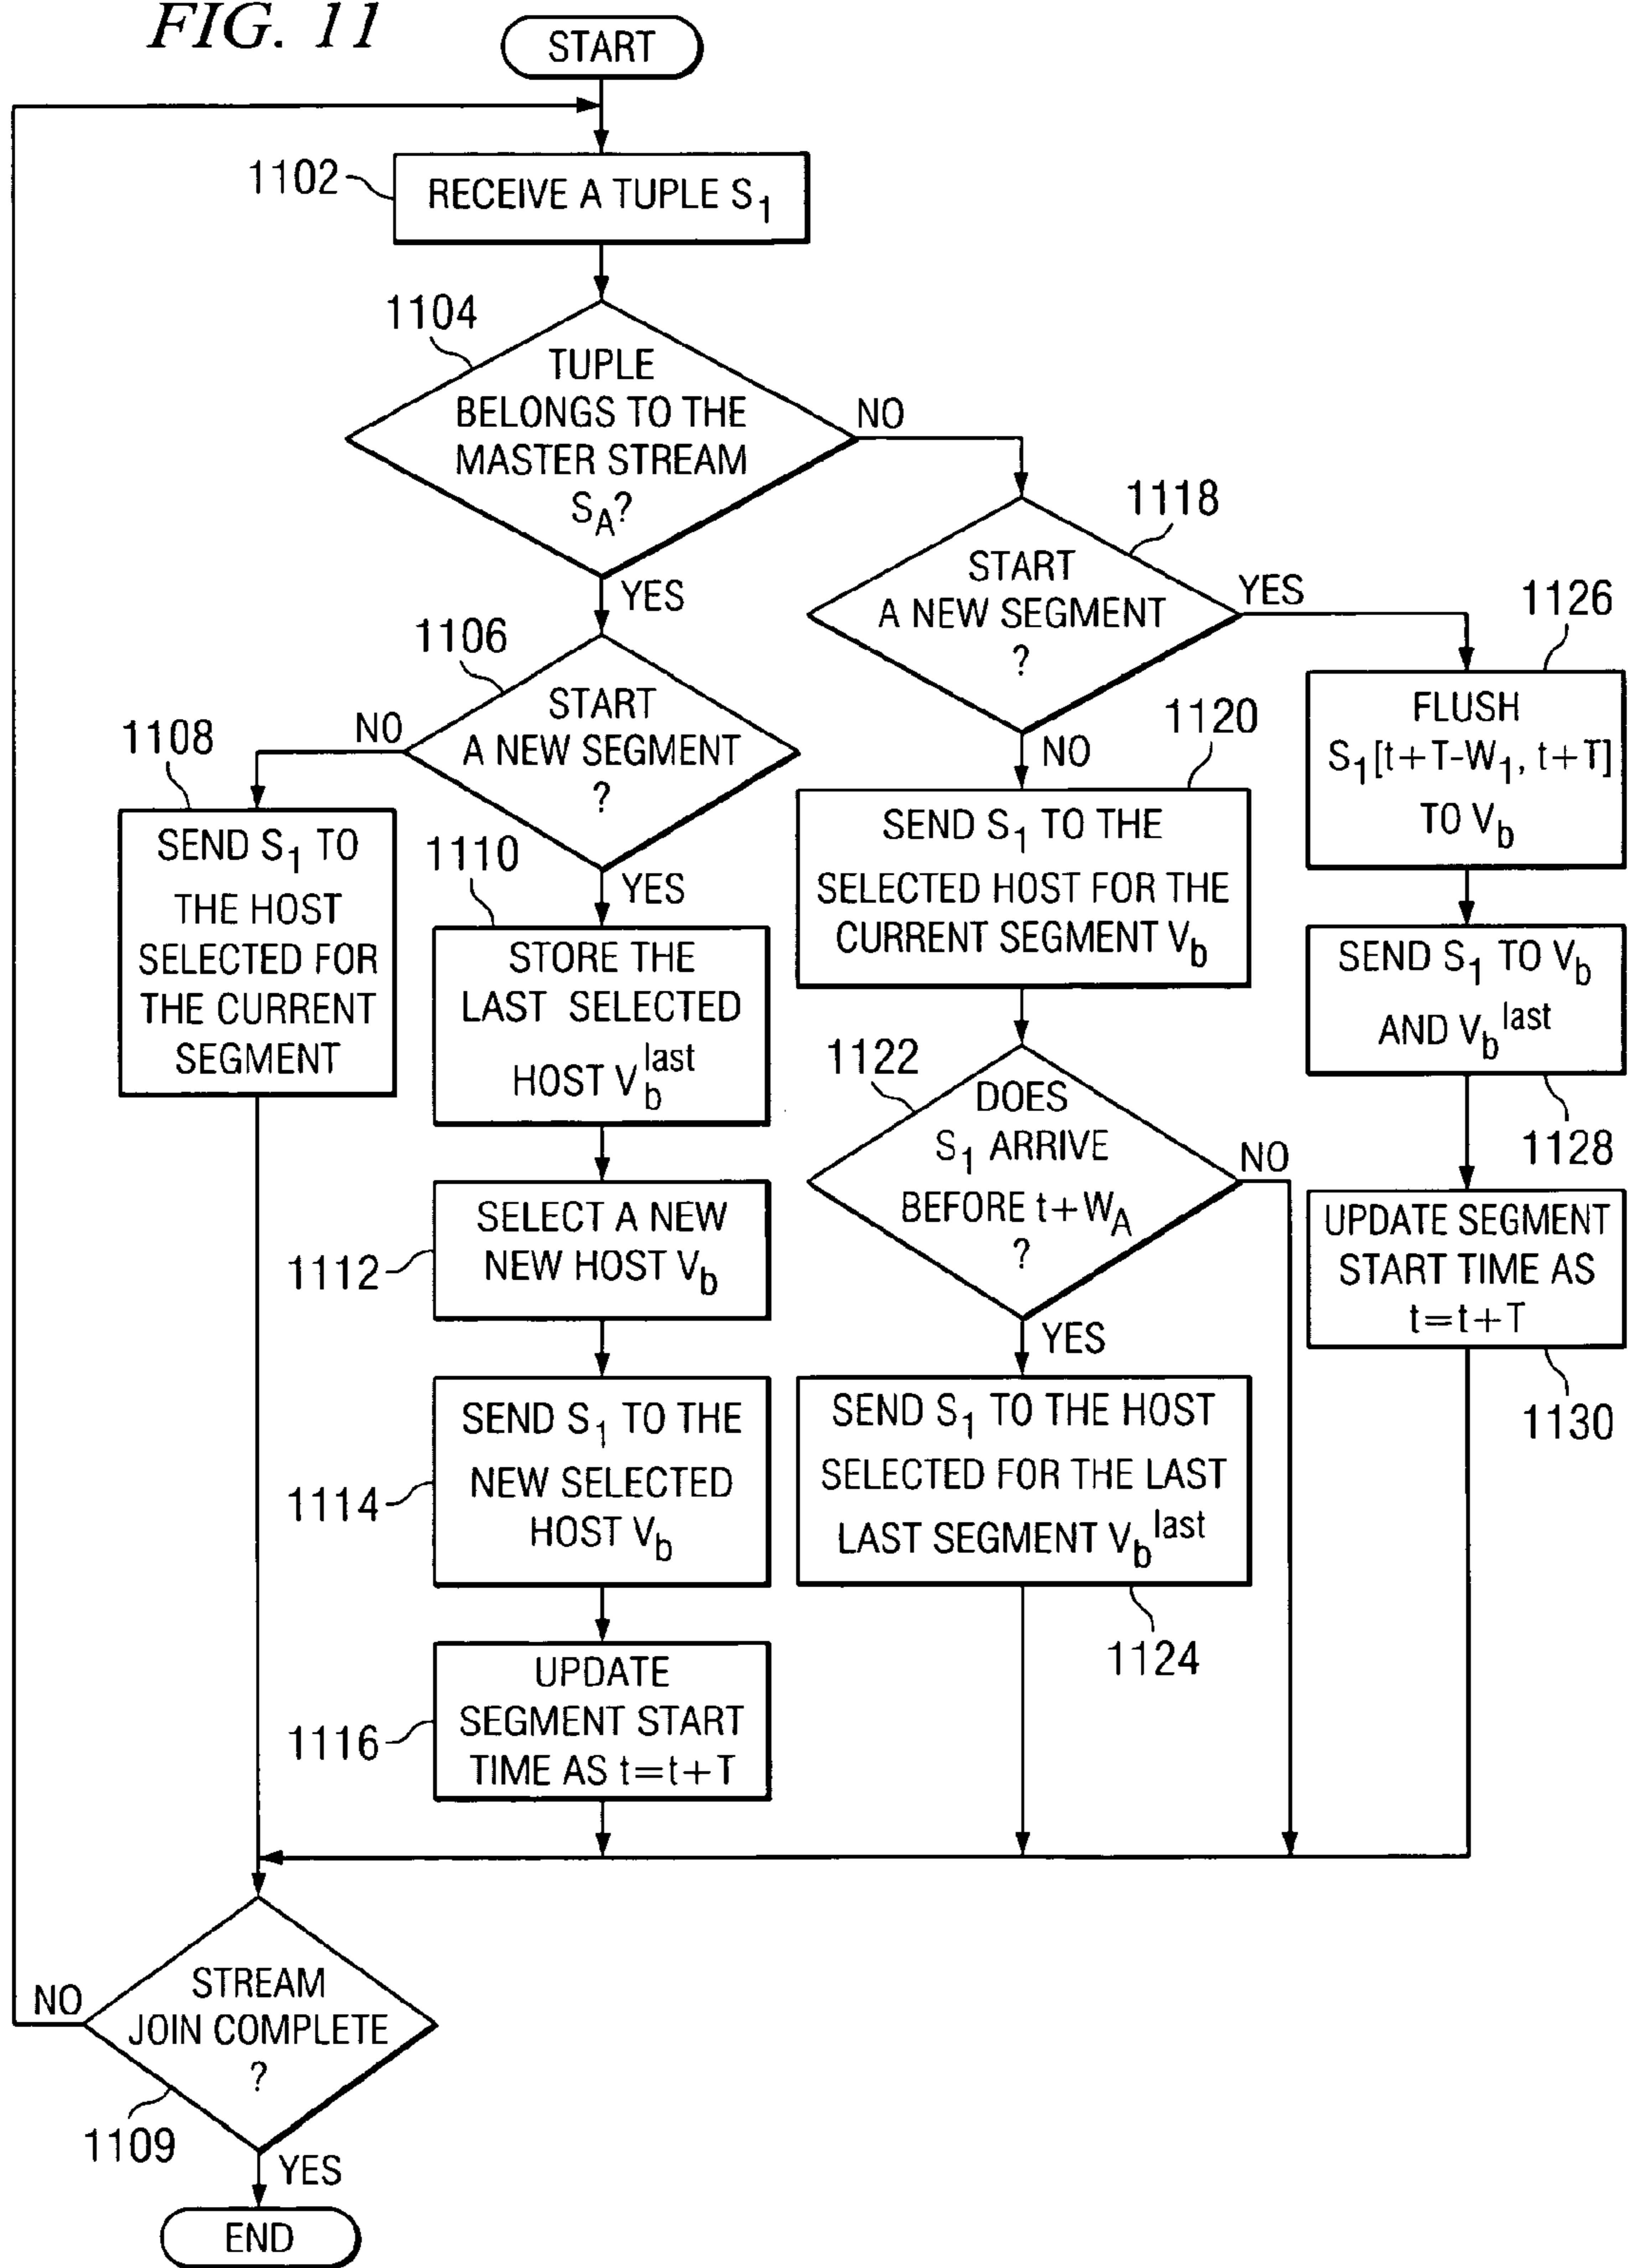 FIG. 11
START
1102
RECEIVE A TUPLE S1
1104
TUPLE
BELONGS TO THE
MASTER STREAM
SA?
NO
YES
1106
START
A NEW SEGMENT
?
NO
YES
1108
SEND S1 TO
THE HOST
SELECTED FOR
THE CURRENT
SEGMENT
1110
STORE THE
LAST SELECTED
HOST Vb last
1112
SELECT A NEW
NEW HOST Vb
1114
SEND S1 TO THE
NEW SELECTED
HOST Vb
1116
UPDATE
SEGMENT START
TIME AS t=t+T
1118
START
A NEW SEGMENT
?
YES
NO
1120
SEND S1 TO THE
SELECTED HOST FOR THE
CURRENT SEGMENT Vb
1122
DOES
S1 ARRIVE
BEFORE t+WA
?
NO
YES
SEND S1 TO THE HOST
SELECTED FOR THE LAST
LAST SEGMENT Vb last
1124
1126
FLUSH
S1[t+T-W1, t+T]
TO Vb
SEND S1 TO Vb
AND Vb last
1128
UPDATE SEGMENT
START TIME AS
t=t+T
1130
STREAM
JOIN COMPLETE
?
NO
1109
YES
END